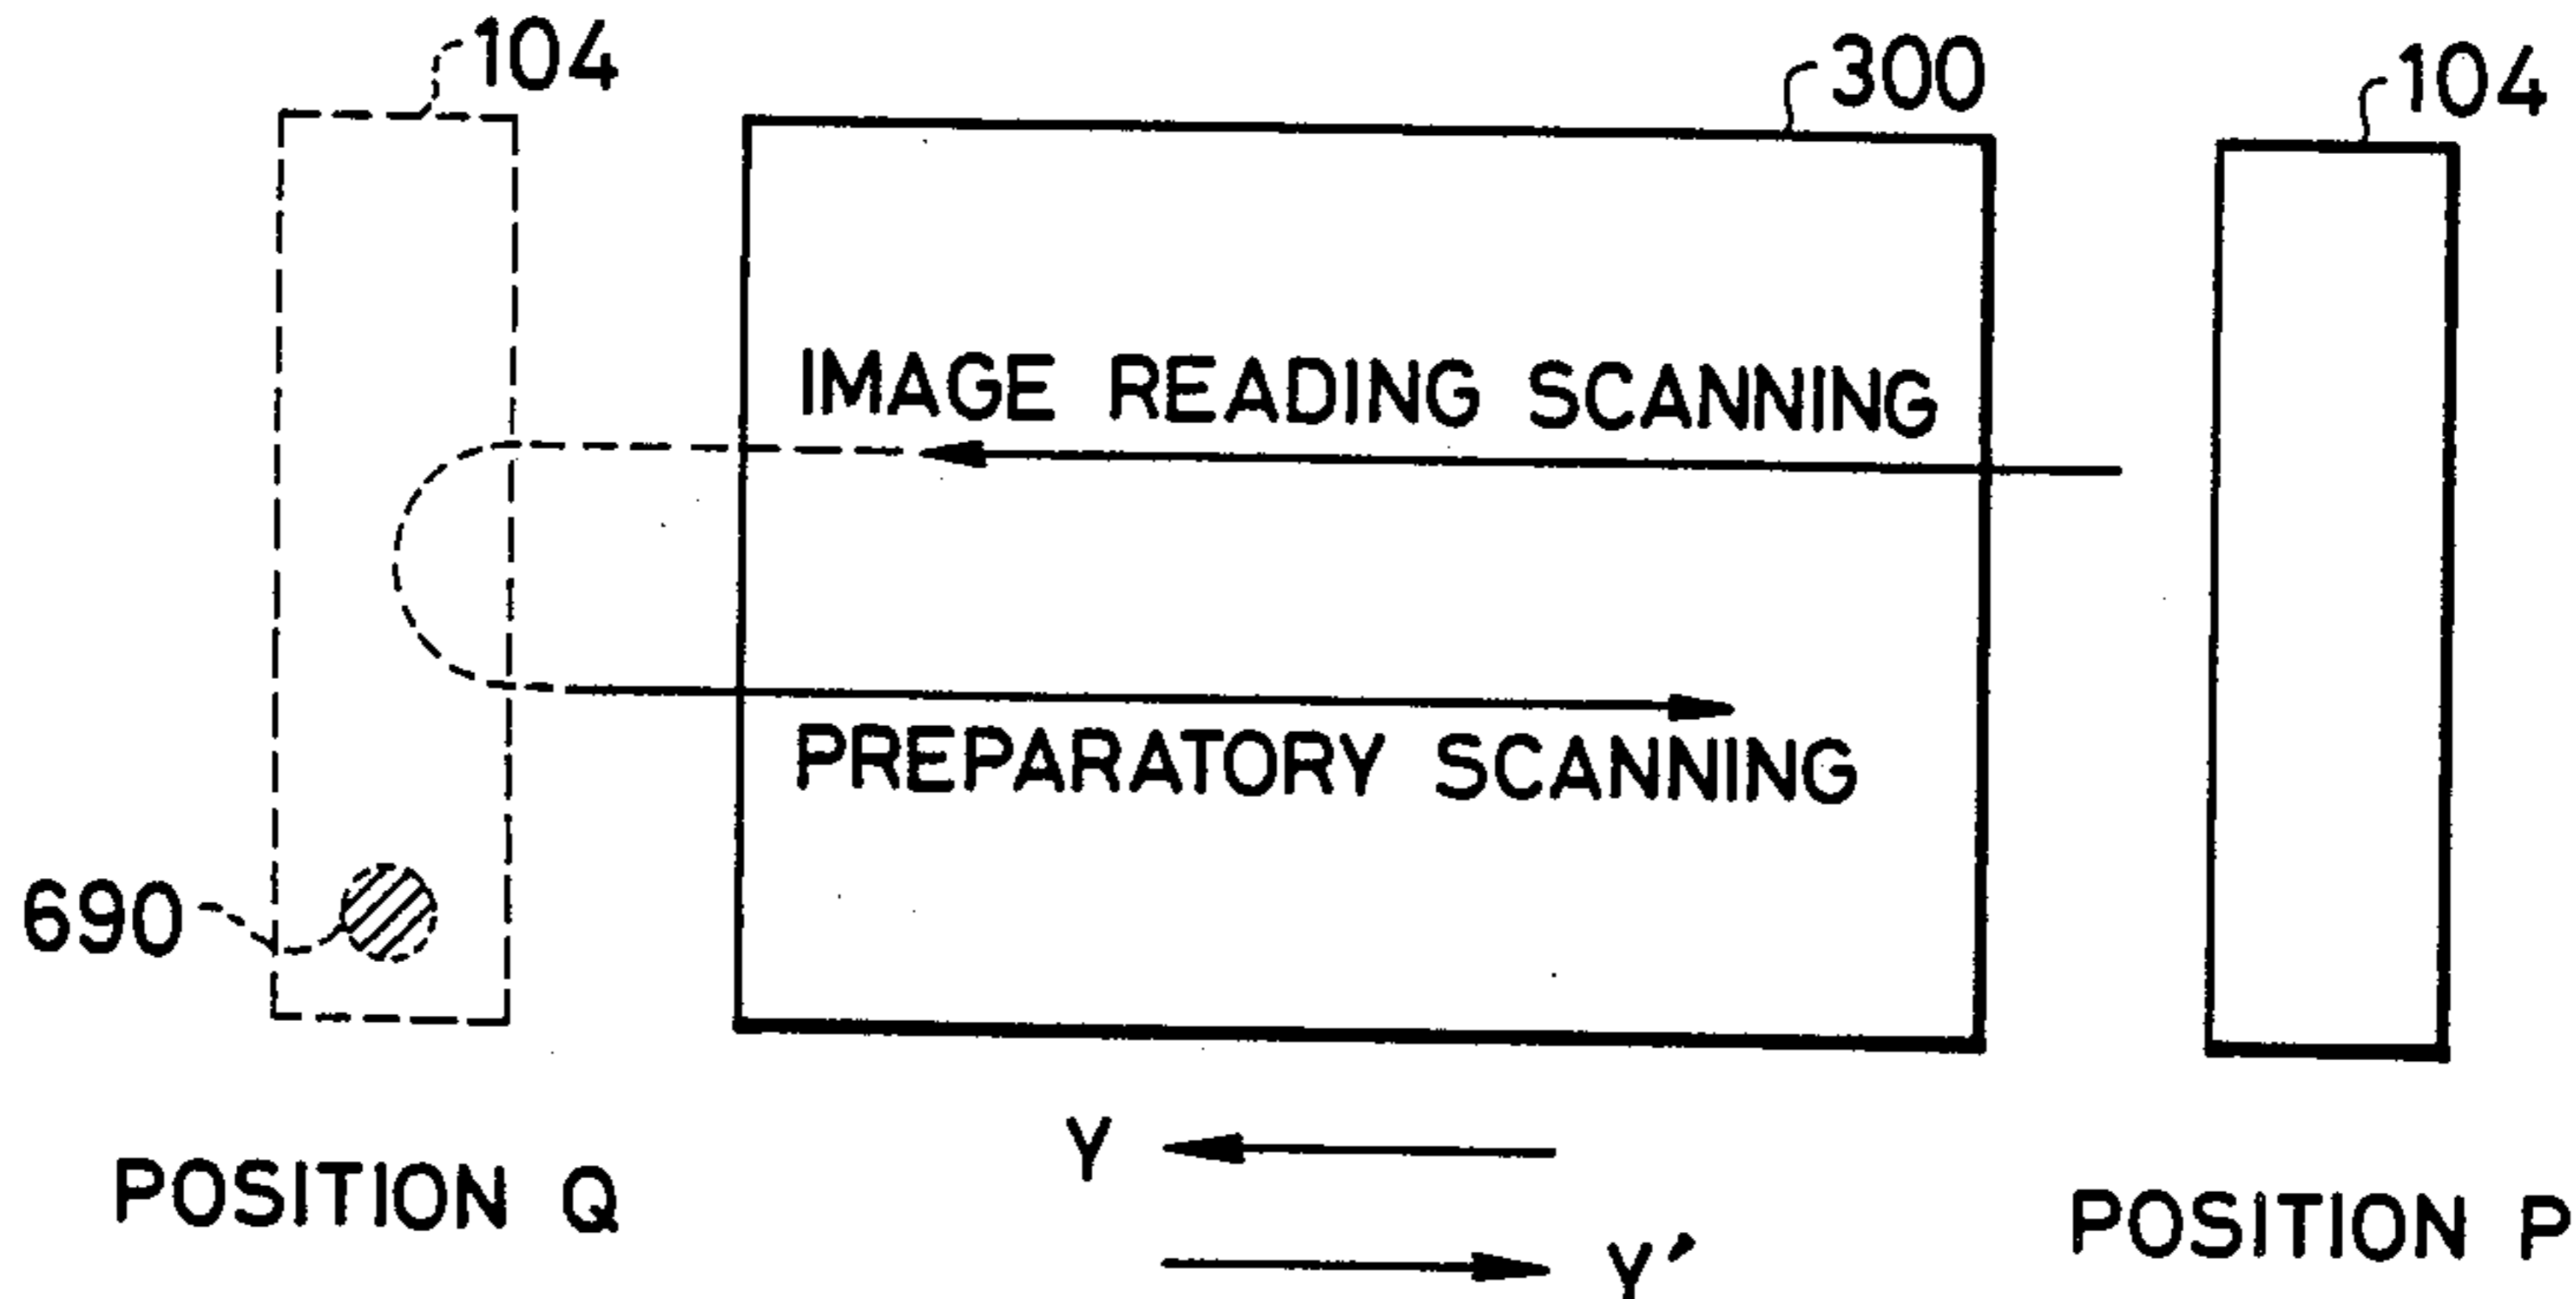 104
300
104
IMAGE READING SCANNING
PREPARATORY SCANNING
690
Y
POSITION Q
POSITION P
Y'